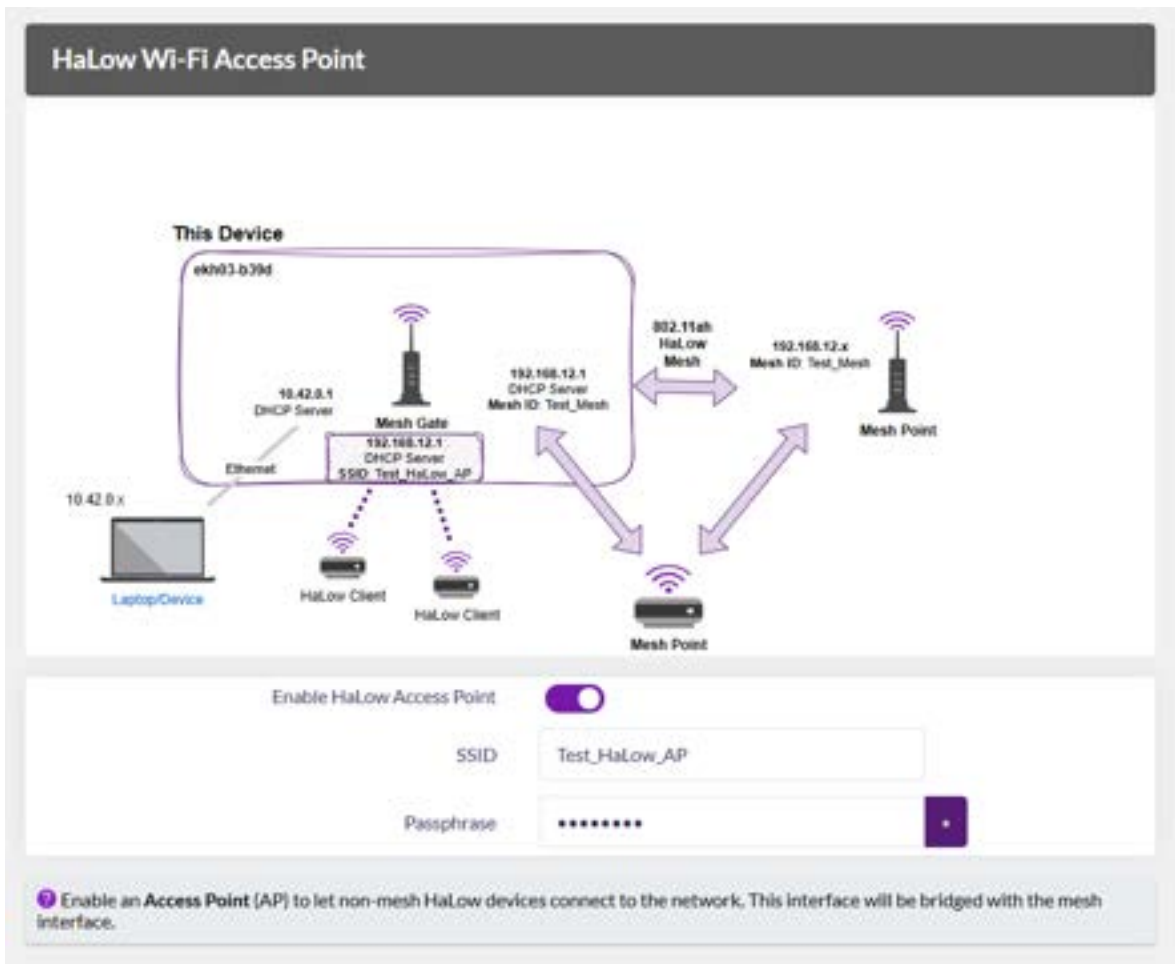 HaLow Wi-Fi Access Point
This Device
ekh03-b39d
802.11ah
HaLow
Mesh
192.168.12.x
Mesh ID: Test_Mesh
192.168.12.1
DHCP Server
Mesh ID: Test_Mesh
10.42.0.1
DHCP Server
Mesh Gate
Mesh Point
192.168.12.1
DHCP Server
SSID: Test_HaLow_AP
Ethernet
10.42.0.x
Laptop/Device
HaLow Client
HaLow Client
Mesh Point
Enable HaLow Access Point
SSID
Test_HaLow_AP
Passphrase
••••••••
Enable an Access Point (AP) to let non-mesh HaLow devices connect to the network. This interface will be bridged with the mesh
interface.